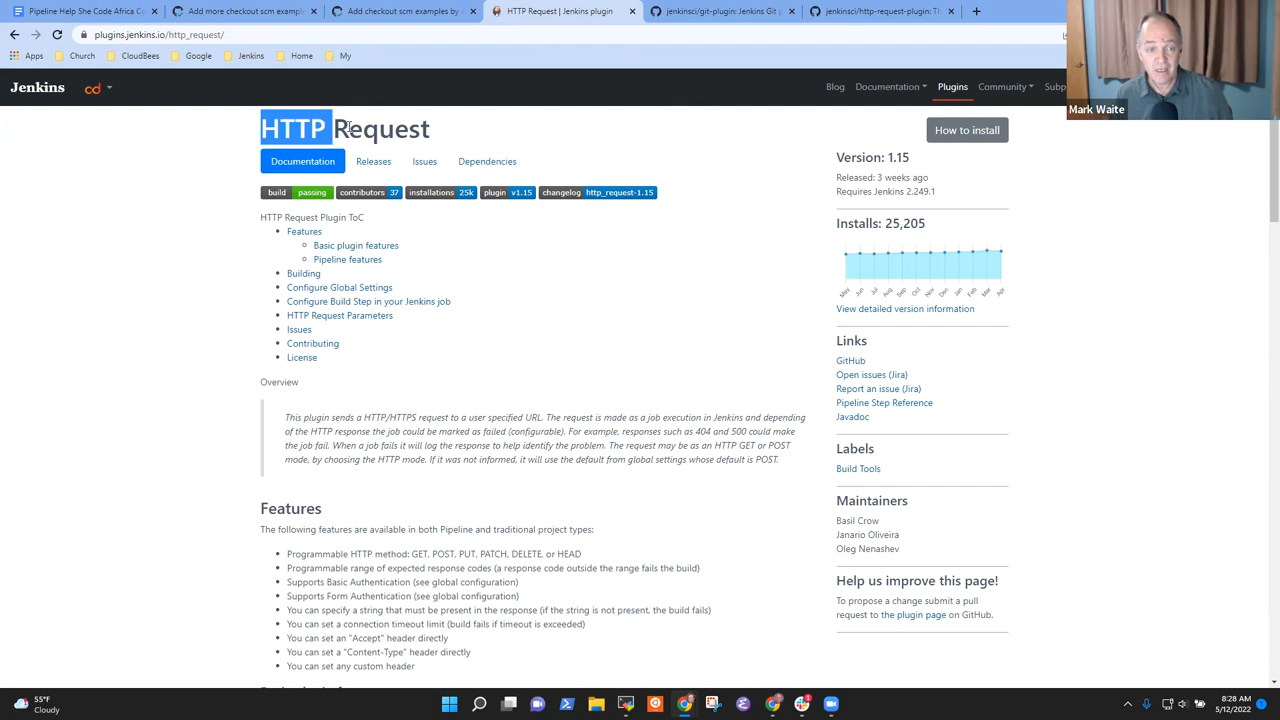 Pipeline Help She Code Africa Co
Add more checkout scm example
Add checkout scm examples by A
HTTP Request | Jenkins plugin
jenkinsci/git-plugin: Jenkins Git p
jenkinsci/http-request-plugin: Th
plugins.jenkins.io/http_request/
Apps
Church
CloudBees
Google
Jenkins
Home
My
Jenkins
cd
Blog
Documentation
Plugins
Community
Mark Waite
HTTP Request
How to install
Documentation
Releases
Issues
Dependencies
build passing
contributors 37
installations 25k
plugin v1.15
changelog http_request-1.15
HTTP Request Plugin ToC
Features
Basic plugin features
Pipeline features
Building
Configure Global Settings
Configure Build Step in your Jenkins job
HTTP Request Parameters
Issues
Contributing
License
Overview
This plugin sends a HTTP/HTTPS request to a user specified URL. The request is made as a job execution in Jenkins and depending
of the HTTP response the job could be marked as failed (configurable). For example, responses such as 404 and 500 could make
the job fail. When a job fails it will log the response to help identify the problem. The request may be as an HTTP GET or POST
mode, by choosing the HTTP mode. If it was not informed, it will use the default from global settings whose default is POST.
Features
The following features are available in both Pipeline and traditional project types:
Programmable HTTP method: GET, POST, PUT, PATCH, DELETE, or HEAD
Programmable range of expected response codes (a response code outside the range fails the build)
Supports Basic Authentication (see global configuration)
Supports Form Authentication (see global configuration)
You can specify a string that must be present in the response (if the string is not present, the build fails)
You can set a connection timeout limit (build fails if timeout is exceeded)
You can set an "Accept" header directly
You can set a "Content-Type" header directly
You can set any custom header
Version: 1.15
Released: 3 weeks ago
Requires Jenkins 2.249.1
Installs: 25,205
May
Jun
Jul
Aug
Sep
Oct
Nov
Dec
Jan
Feb
Mar
Apr
View detailed version information
Links
GitHub
Open issues (Jira)
Report an issue (Jira)
Pipeline Step Reference
Javadoc
Labels
Build Tools
Maintainers
Basil Crow
Janario Oliveira
Oleg Nenashev
Help us improve this page!
To propose a change submit a pull
request to the plugin page on GitHub.
55°F
Cloudy
8:28 AM
5/12/2022